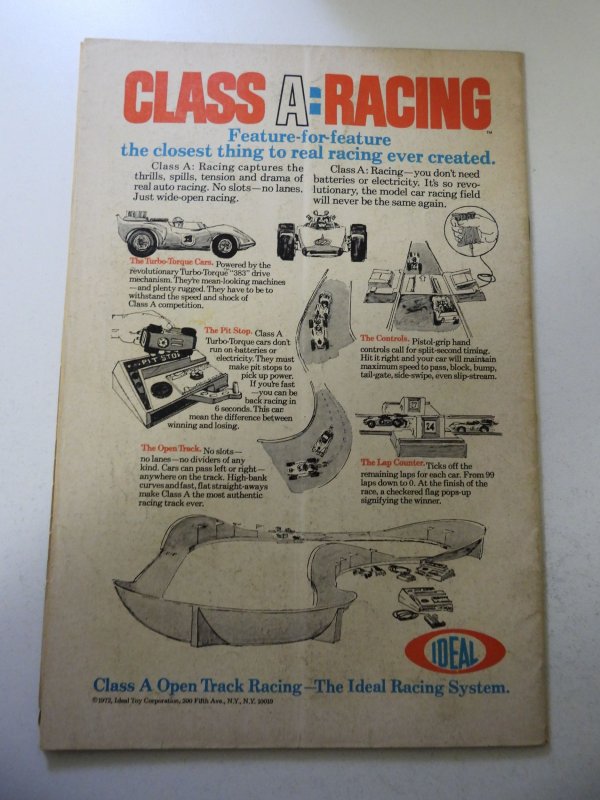 CLASS A: RACING
™
Feature-for-feature
the closest thing to real racing ever created.
Class A: Racing captures the
thrills, spills, tension and drama of
real auto racing. No slots—no lanes.
Just wide-open racing.
Class A: Racing—you don't need
batteries or electricity. It's so revo-
lutionary, the model car racing field
will never be the same again.
The Turbo-Torque Cars. Powered by the
revolutionary Turbo-Torque™ "383" drive
mechanism. They're mean-looking machines
—and plenty rugged. They have to be to
withstand the speed and shock of
Class A competition.
PIT STOP
The Pit Stop. Class A
Turbo-Torque cars don't
run on batteries or
electricity. They must
make pit stops to
pick up power.
If you're fast
—you can be
back racing in
6 seconds. This can
mean the difference between
winning and losing.
The Controls. Pistol-grip hand
controls call for split-second timing.
Hit it right and your car will maintain
maximum speed to pass, block, bump,
tail-gate, side-swipe, even slip-stream.
The Open Track. No slots—
no lanes—no dividers of any
kind. Cars can pass left or right—
anywhere on the track. High-bank
curves and fast, flat straight-aways
make Class A the most authentic
racing track ever.
24
The Lap Counter. Ticks off the
remaining laps for each car. From 99
laps down to 0. At the finish of the
race, a checkered flag pops-up
signifying the winner.
IDEAL
Class A Open Track Racing—The Ideal Racing System.
©1972, Ideal Toy Corporation, 200 Fifth Ave., N.Y., N.Y. 10010